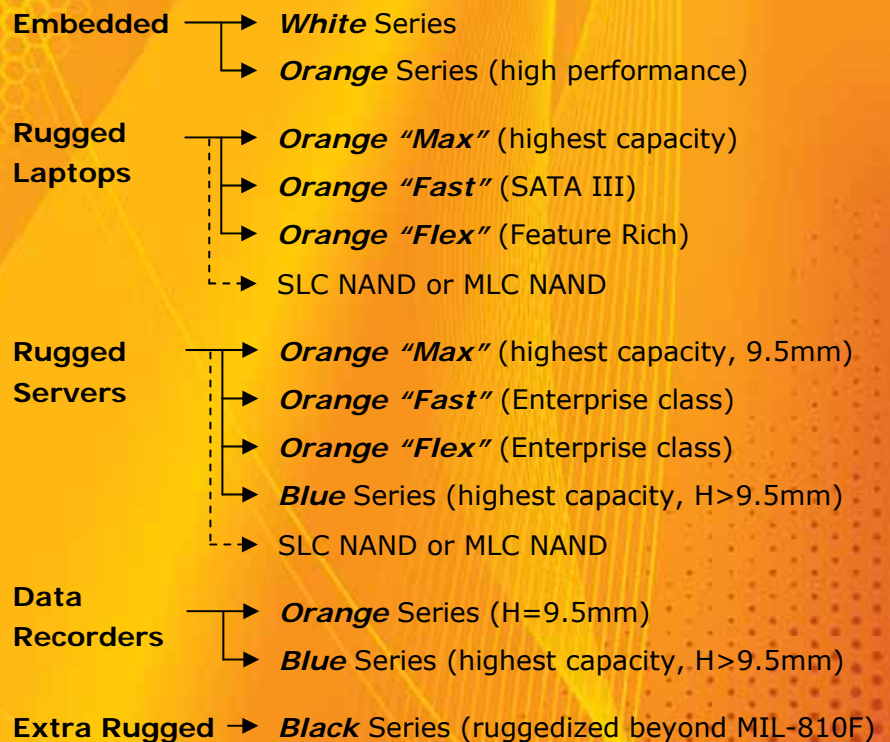 Embedded White Series
Orange Series (high performance)
Rugged Laptops
Orange “Max” (highest capacity)
Orange “Fast” (SATA III)
Orange “Flex” (Feature Rich)
SLC NAND or MLC NAND
Rugged Servers
Orange “Max” (highest capacity, 9.5mm)
Orange “Fast” (Enterprise class)
Orange “Flex” (Enterprise class)
Blue Series (highest capacity, H>9.5mm)
SLC NAND or MLC NAND
Data Recorders
Orange Series (H=9.5mm)
Blue Series (highest capacity, H>9.5mm)
Extra Rugged Black Series (ruggedized beyond MIL-810F)